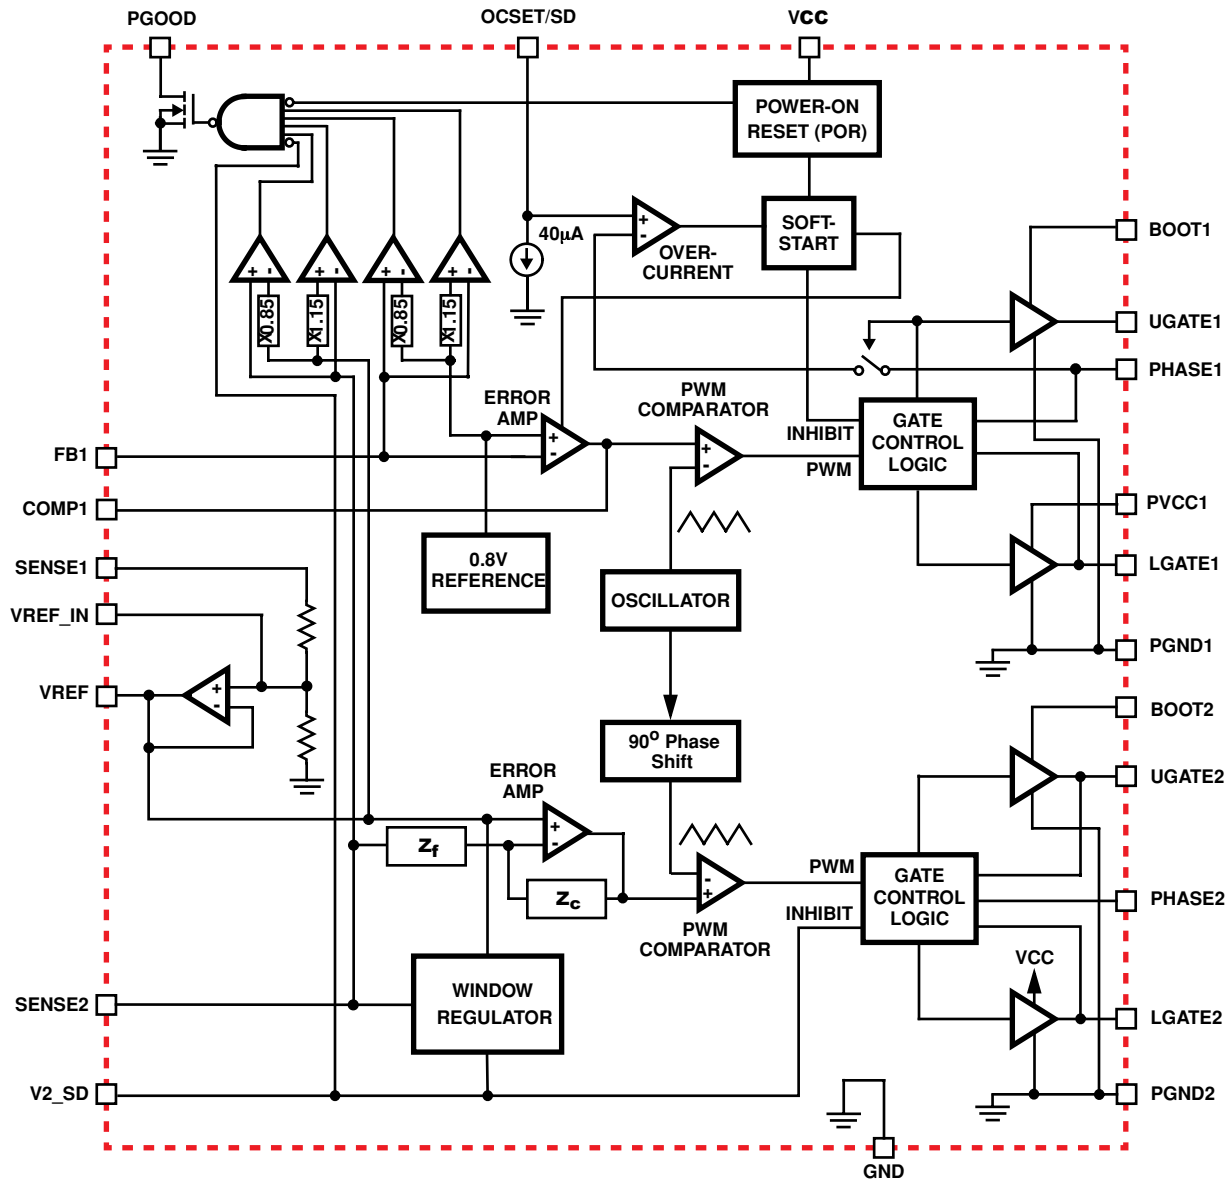 PGOOD
OCSET/SD
VCC
POWER-ON
RESET (POR)
SOFT-
START
40µA
+
-
OVER-
CURRENT
BOOT1
+ -
+ -
+ -
+ -
X0.85
X1.15
X0.85
X1.15
UGATE1
PHASE1
ERROR
AMP
PWM
COMPARATOR
+
-
+
-
INHIBIT
PWM
GATE
CONTROL
LOGIC
FB1
COMP1
PVCC1
SENSE1
0.8V
REFERENCE
OSCILLATOR
LGATE1
VREF_IN
PGND1
VREF
+
-
BOOT2
90o Phase
Shift
ERROR
AMP
UGATE2
+
-
Zf
Zc
-
+
PWM
COMPARATOR
PWM
INHIBIT
GATE
CONTROL
LOGIC
PHASE2
VCC
WINDOW
REGULATOR
SENSE2
LGATE2
V2_SD
PGND2
GND